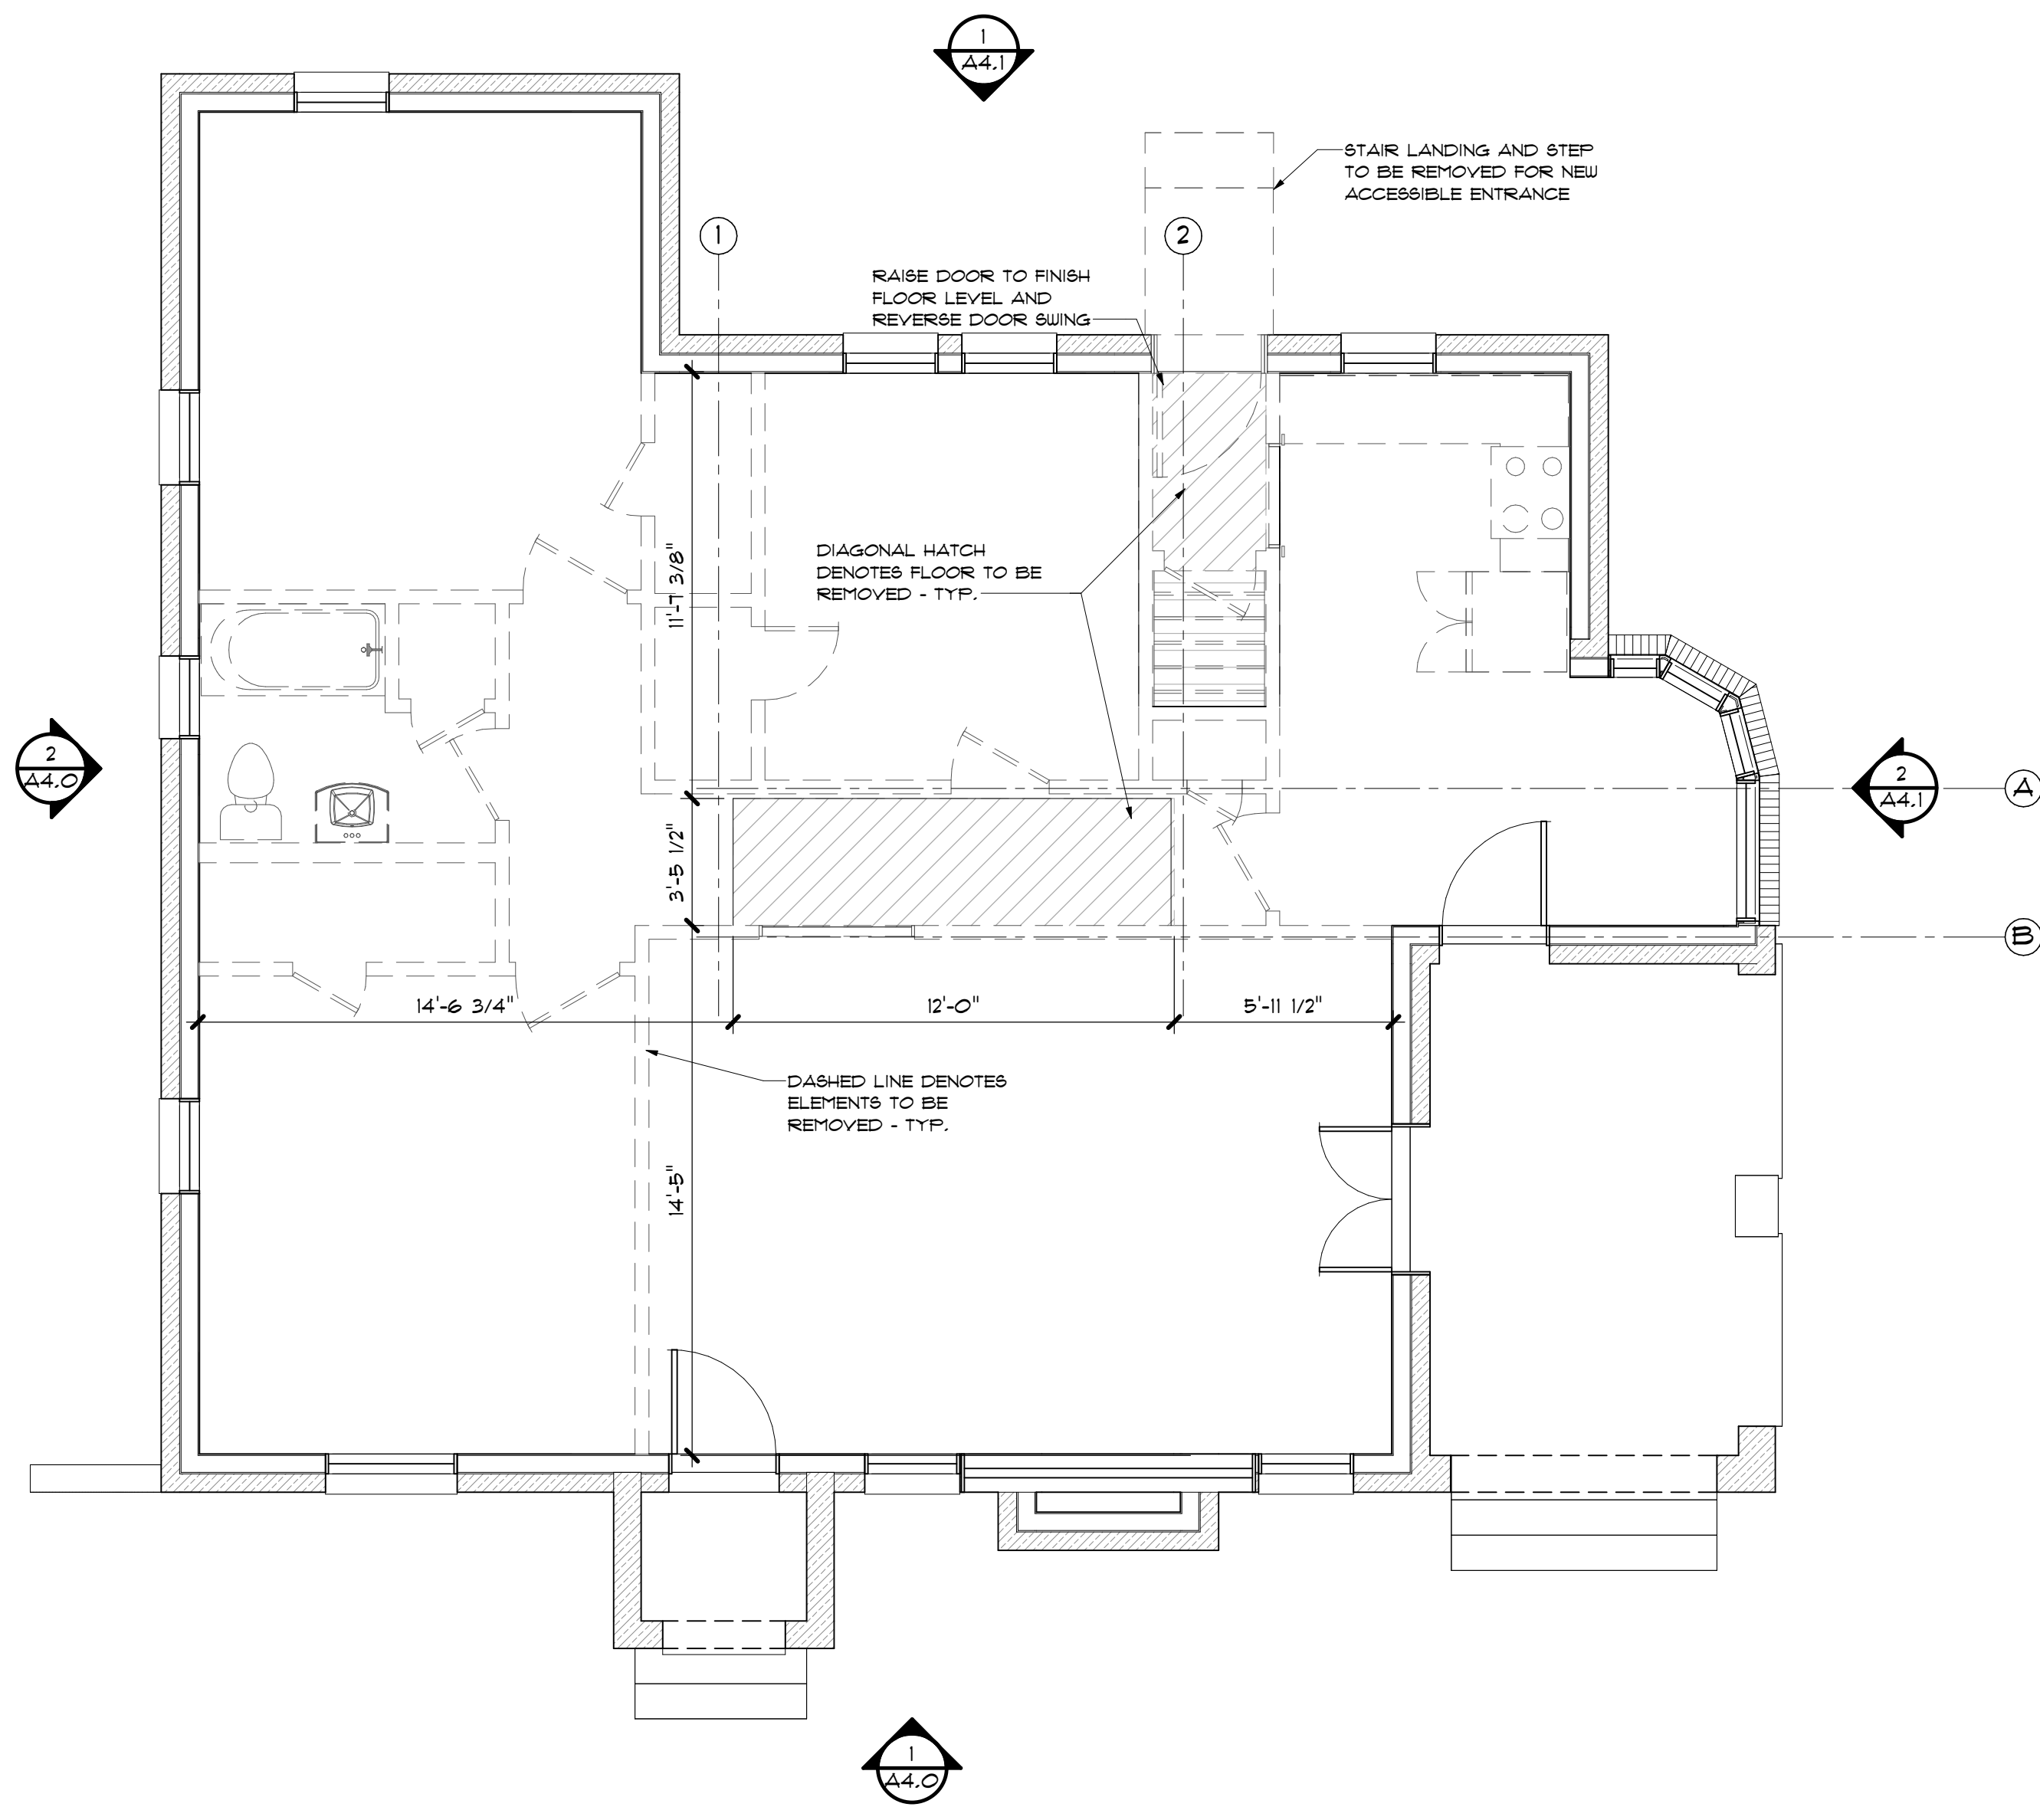 1
A4.1
STAIR LANDING AND STEP
TO BE REMOVED FOR NEW
ACCESSIBLE ENTRANCE
1
2
RAISE DOOR TO FINISH
FLOOR LEVEL AND
REVERSE DOOR SWING
11'-7 3/8"
DIAGONAL HATCH
DENOTES FLOOR TO BE
REMOVED - TYP.
2
A4.0
2
A4.1
A
3'-5 1/2"
B
14'-6 3/4"
12'-0"
5'-11 1/2"
DASHED LINE DENOTES
ELEMENTS TO BE
REMOVED - TYP.
14'-5"
1
A4.0